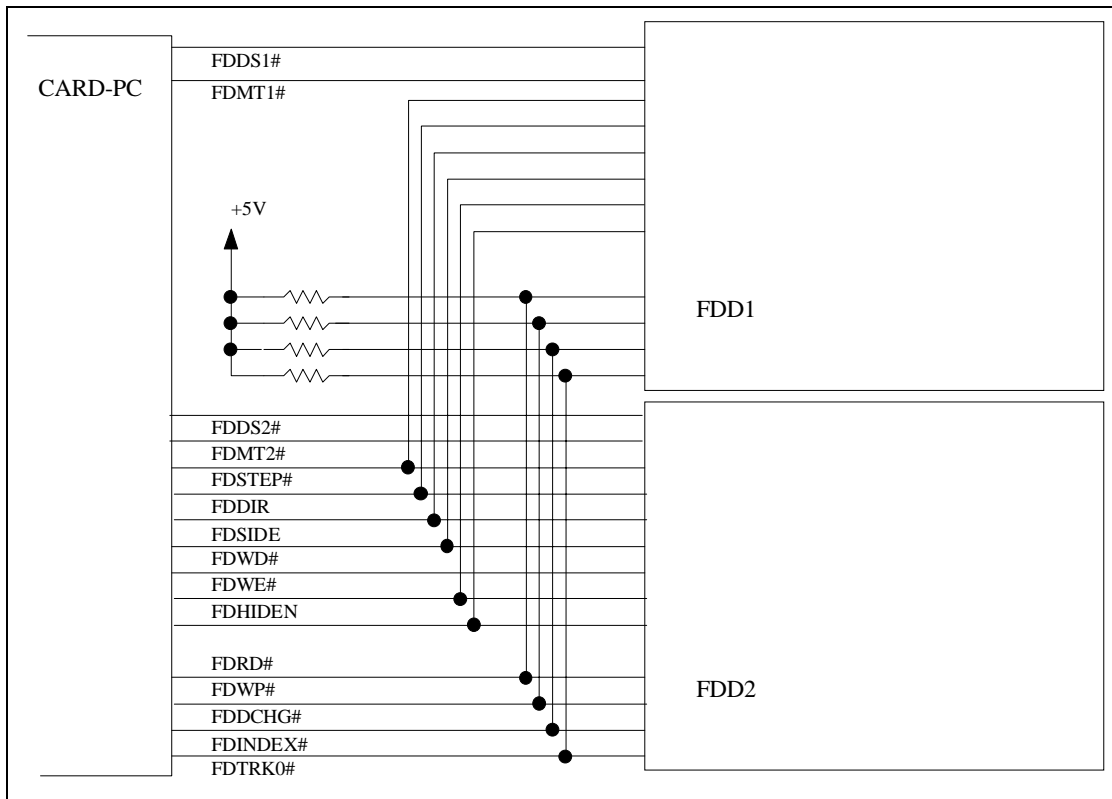 FDDS1#
CARD-PC
FDMT1#
+5V
FDD1
FDDS2#
FDMT2#
FDSTEP#
FDDIR
FDSIDE
FDWD#
FDWE#
FDHIDEN
FDRD#
FDWP#
FDD2
FDDCHG#
FDINDEX#
FDTRK0#